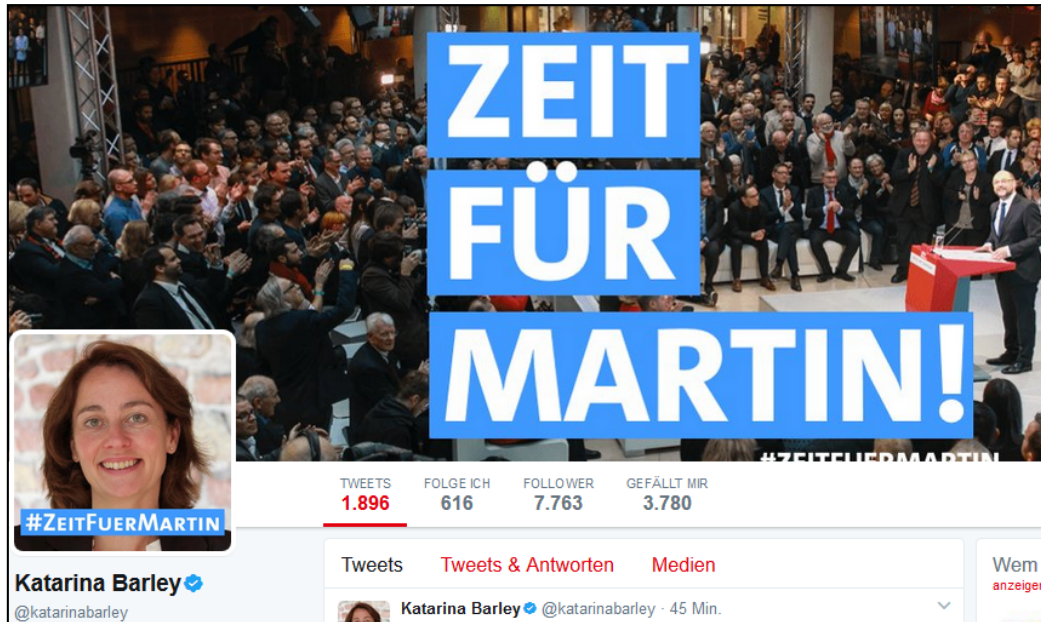 ZEIT
FÜR
MARTIN!
#ZEITFUERMARTIN
#ZEITFUERMARTIN
TWEETS FOLGE ICH FOLLOWER GEFÄLLT MIR
1.896 616 7.763 3.780
Katarina Barley
@katarinabarley
Tweets Tweets & Antworten Medien
Katarina Barley @katarinabarley · 45 Min.
Wem
anzeigen